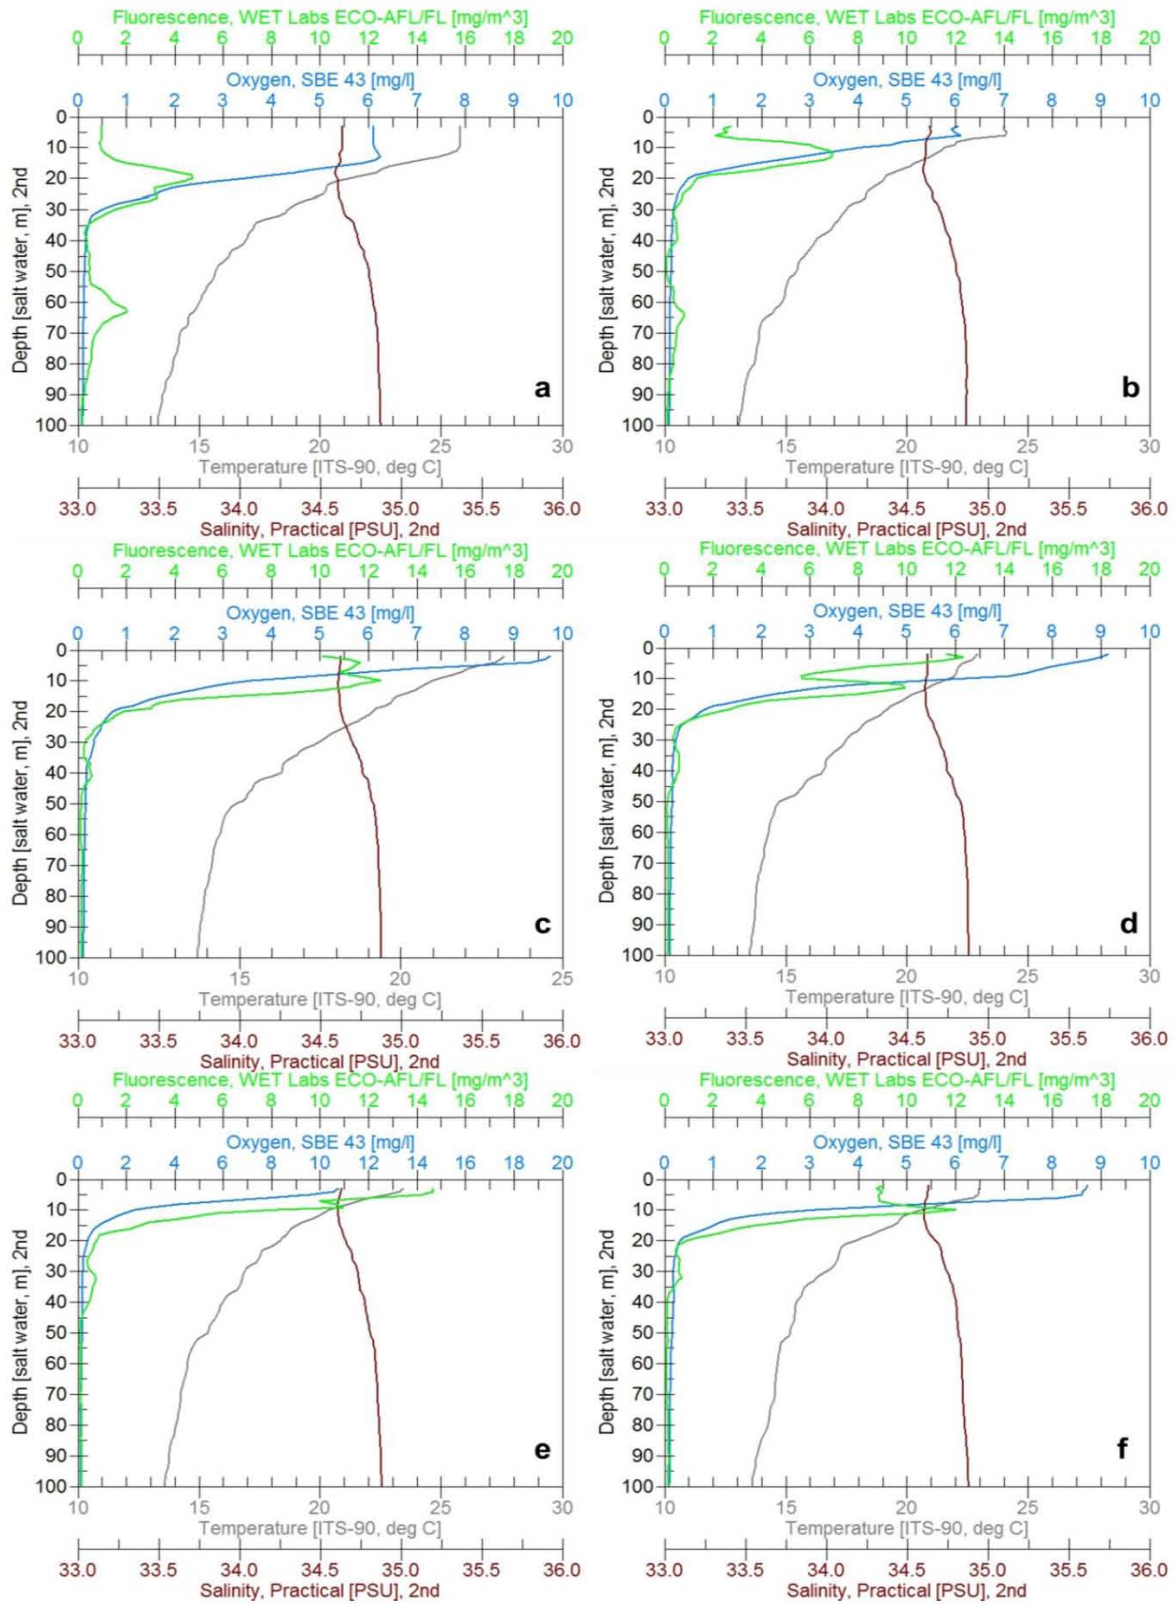 Fluorescence, WET Labs ECO-AFL/FL [mg/m^3]
0 2 4 6 8 10 12 14 16 18 20
Oxygen, SBE 43 [mg/l]
0 1 2 3 4 5 6 7 8 9 10
Depth [salt water, m], 2nd
0
10
20
30
40
50
60
70
80
90
100
a
10 15 20 25 30
Temperature [ITS-90, deg C]
33.0 33.5 34.0 34.5 35.0 35.5 36.0
Salinity, Practical [PSU], 2nd
Fluorescence, WET Labs ECO-AFL/FL [mg/m^3]
0 2 4 6 8 10 12 14 16 18 20
Oxygen, SBE 43 [mg/l]
0 1 2 3 4 5 6 7 8 9 10
Depth [salt water, m], 2nd
0
10
20
30
40
50
60
70
80
90
100
b
10 15 20 25 30
Temperature [ITS-90, deg C]
33.0 33.5 34.0 34.5 35.0 35.5 36.0
Salinity, Practical [PSU], 2nd
Fluorescence, WET Labs ECO-AFL/FL [mg/m^3]
0 2 4 6 8 10 12 14 16 18 20
Oxygen, SBE 43 [mg/l]
0 1 2 3 4 5 6 7 8 9 10
Depth [salt water, m], 2nd
0
10
20
30
40
50
60
70
80
90
100
c
10 15 20 25
Temperature [ITS-90, deg C]
33.0 33.5 34.0 34.5 35.0 35.5 36.0
Salinity, Practical [PSU], 2nd
Fluorescence, WET Labs ECO-AFL/FL [mg/m^3]
0 2 4 6 8 10 12 14 16 18 20
Oxygen, SBE 43 [mg/l]
0 1 2 3 4 5 6 7 8 9 10
Depth [salt water, m], 2nd
0
10
20
30
40
50
60
70
80
90
100
d
10 15 20 25 30
Temperature [ITS-90, deg C]
33.0 33.5 34.0 34.5 35.0 35.5 36.0
Salinity, Practical [PSU], 2nd
Fluorescence, WET Labs ECO-AFL/FL [mg/m^3]
0 2 4 6 8 10 12 14 16 18 20
Oxygen, SBE 43 [mg/l]
0 2 4 6 8 10 12 14 16 18 20
Depth [salt water, m], 2nd
0
10
20
30
40
50
60
70
80
90
100
e
10 15 20 25 30
Temperature [ITS-90, deg C]
33.0 33.5 34.0 34.5 35.0 35.5 36.0
Salinity, Practical [PSU], 2nd
Fluorescence, WET Labs ECO-AFL/FL [mg/m^3]
0 2 4 6 8 10 12 14 16 18 20
Oxygen, SBE 43 [mg/l]
0 1 2 3 4 5 6 7 8 9 10
Depth [salt water, m], 2nd
0
10
20
30
40
50
60
70
80
90
100
f
10 15 20 25 30
Temperature [ITS-90, deg C]
33.0 33.5 34.0 34.5 35.0 35.5 36.0
Salinity, Practical [PSU], 2nd